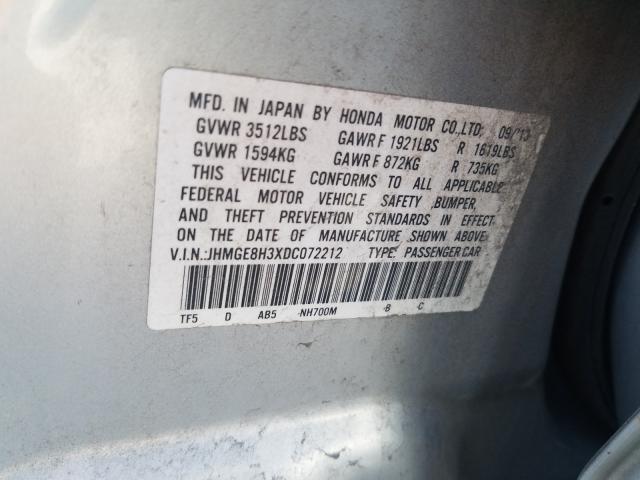 MFD. IN JAPAN BY HONDA MOTOR CO.,LTD. 09/13
GVWR 3512LBS GAWR F 1921LBS R 1619LBS
GVWR 1594KG GAWR F 872KG R 735KG
THIS VEHICLE CONFORMS TO ALL APPLICABLE
FEDERAL MOTOR VEHICLE SAFETY, BUMPER,
AND THEFT PREVENTION STANDARDS IN EFFECT
ON THE DATE OF MANUFACTURE SHOWN ABOVE.
V.I.N.:JHMGE8H3XDC072212 TYPE: PASSENGER CAR
TF5 D AB5 -NH700M -B -C